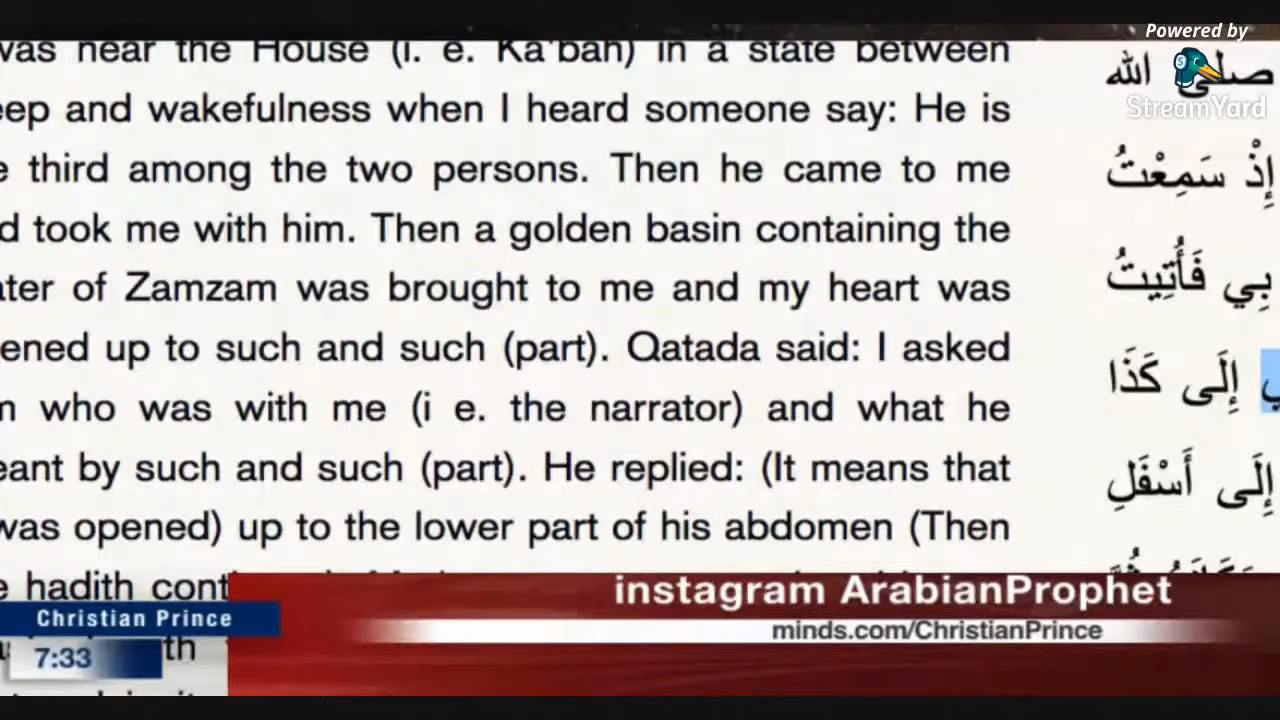 Powered by
StreamYard
was near the House (i. e. Ka'bah) in a state between
eep and wakefulness when I heard someone say: He is
e third among the two persons. Then he came to me
d took me with him. Then a golden basin containing the
ater of Zamzam was brought to me and my heart was
ened up to such and such (part). Qatada said: I asked
m who was with me (i e. the narrator) and what he
eant by such and such (part). He replied: (It means that
was opened) up to the lower part of his abdomen (Then
e hadith cont
th
صلى الله
إِذْ سَمِعْتُ
بِي فَأُتِيتُ
إِلَى كَذَا
إِلَى أَسْفَلِ
instagram ArabianProphet
minds.com/ChristianPrince
Christian Prince
7:33